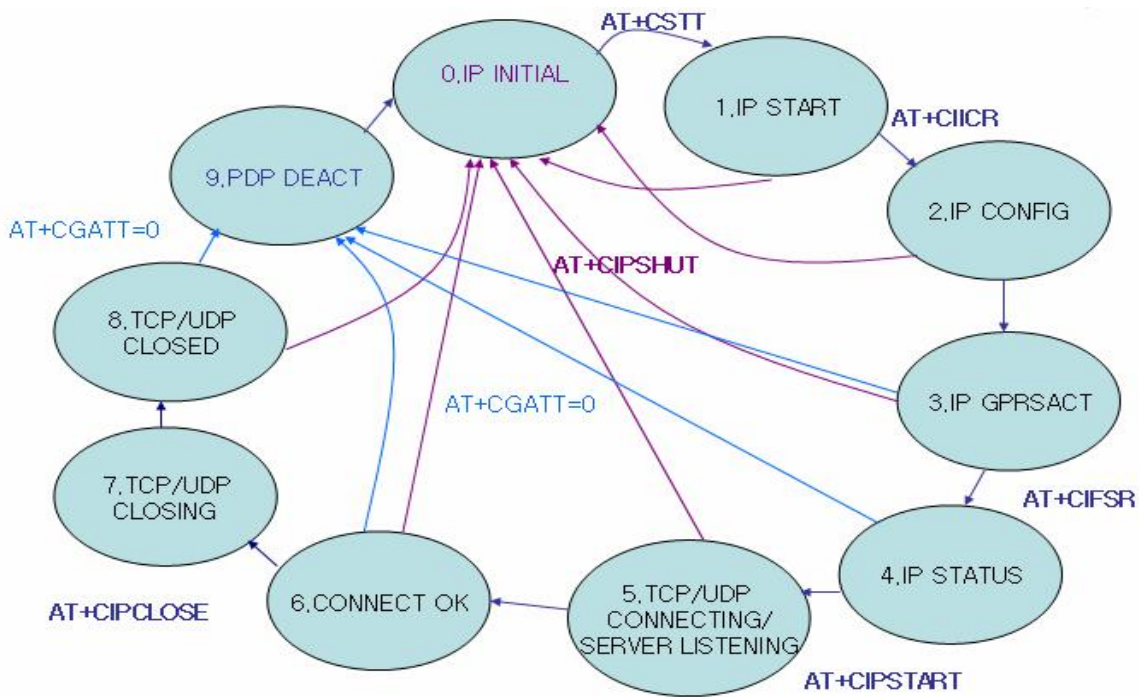 AT+CSTT
0,IP INITIAL
1,IP START
AT+CIICR
9,PDP DEACT
2,IP CONFIG
AT+CGATT=0
AT+CIPSHUT
8,TCP/UDP
CLOSED
3,IP GPRSACT
AT+CGATT=0
7,TCP/UDP
CLOSING
AT+CIFSR
4,IP STATUS
6,CONNECT OK
5,TCP/UDP
CONNECTING/
SERVER LISTENING
AT+CIPCLOSE
AT+CIPSTART